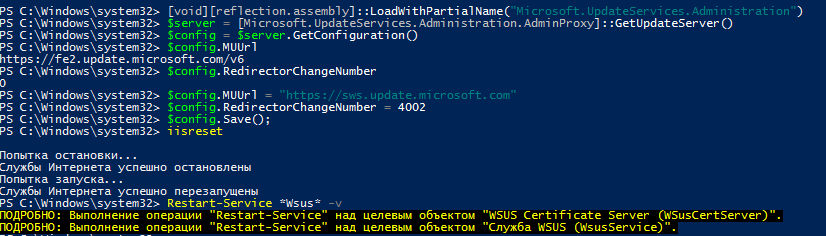 PS C:\Windows\system32> [void][reflection.assembly]::LoadWithPartialName("Microsoft.UpdateServices.Administration")
PS C:\Windows\system32> $server = [Microsoft.UpdateServices.Administration.AdminProxy]::GetUpdateServer()
PS C:\Windows\system32> $config = $server.GetConfiguration()
PS C:\Windows\system32> $config.MUUrl
https://fe2.update.microsoft.com/v6
PS C:\Windows\system32> $config.RedirectorChangeNumber
0
PS C:\Windows\system32> $config.MUUrl = "https://sws.update.microsoft.com"
PS C:\Windows\system32> $config.RedirectorChangeNumber = 4002
PS C:\Windows\system32> $config.Save();
PS C:\Windows\system32> iisreset
Попытка остановки...
Службы Интернета успешно остановлены
Попытка запуска...
Службы Интернета успешно перезапущены
PS C:\Windows\system32> Restart-Service *Wsus* -v
ПОДРОБНО: Выполнение операции "Restart-Service" над целевым объектом "WSUS Certificate Server (WSusCertServer)".
ПОДРОБНО: Выполнение операции "Restart-Service" над целевым объектом "Служба WSUS (WsusService)".